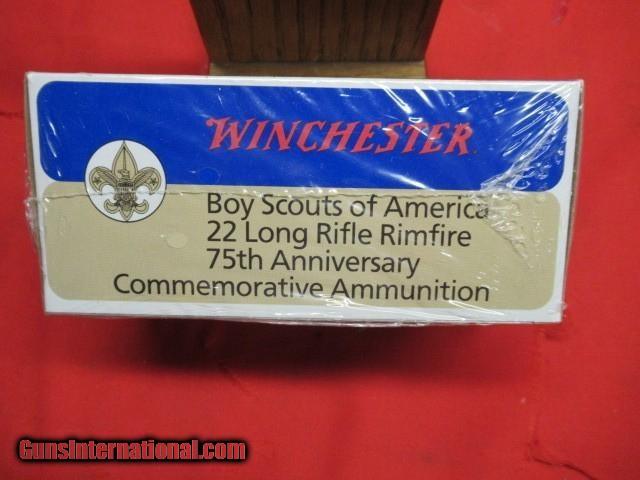 WINCHESTER
Boy Scouts of America
22 Long Rifle Rimfire
75th Anniversary
Commemorative Ammunition
GunsInternational.com